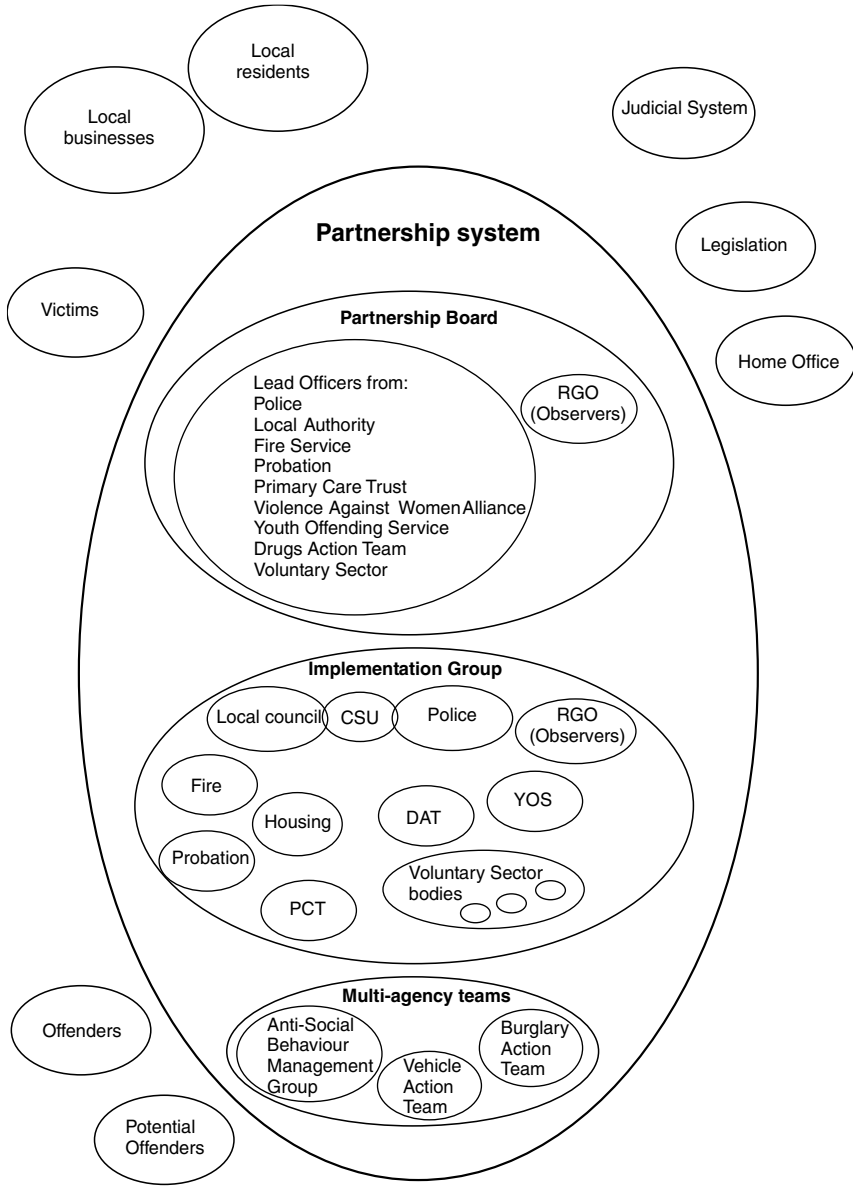 Local
residents
Local
businesses
Judicial System
Partnership system
Legislation
Victims
Partnership Board
Home Office
Lead Officers from:
Police
Local Authority
Fire Service
Probation
Primary Care Trust
Violence Against Women Alliance
Youth Offending Service
Drugs Action Team
Voluntary Sector
RGO
(Observers)
Implementation Group
Local council
CSU
Police
RGO
(Observers)
Fire
Housing
DAT
YOS
Probation
Voluntary Sector
bodies
PCT
Multi-agency teams
Offenders
Anti-Social
Behaviour
Management
Group
Vehicle
Action
Team
Burglary
Action
Team
Potential
Offenders